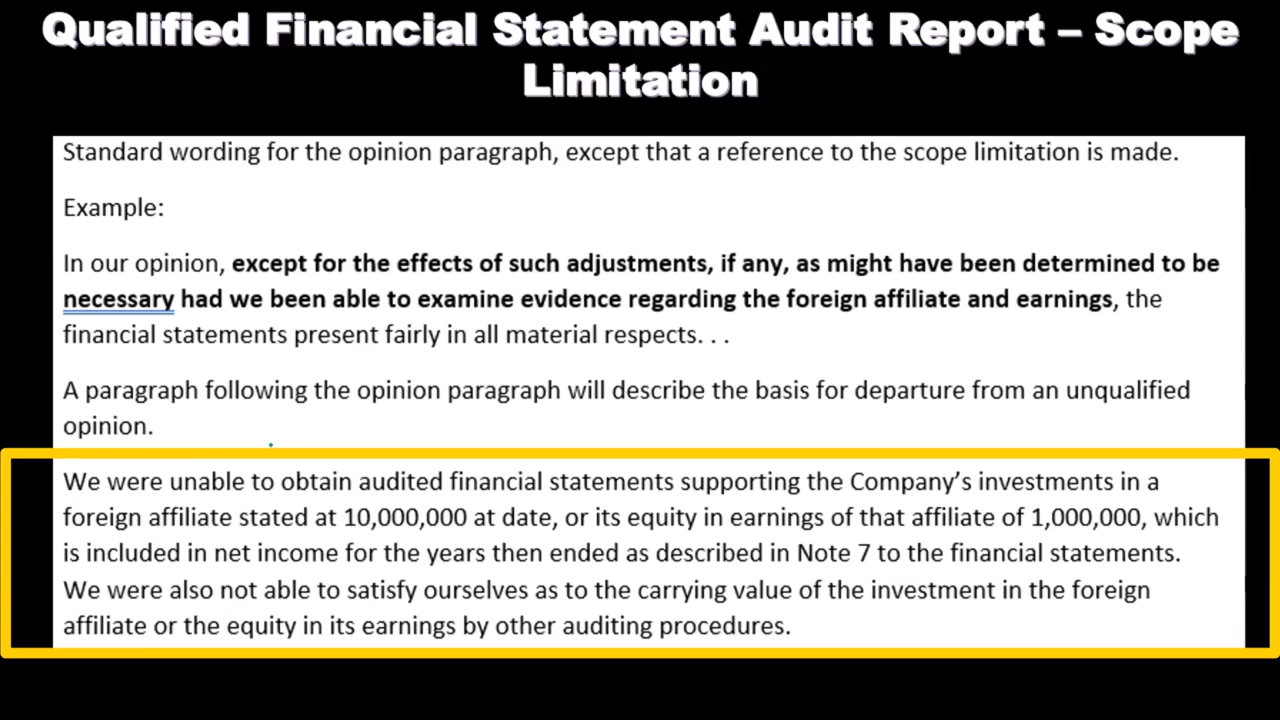 Qualified Financial Statement Audit Report – Scope
Limitation
Standard wording for the opinion paragraph, except that a reference to the scope limitation is made.
Example:
In our opinion, except for the effects of such adjustments, if any, as might have been determined to be
necessary had we been able to examine evidence regarding the foreign affiliate and earnings, the
financial statements present fairly in all material respects. . .
A paragraph following the opinion paragraph will describe the basis for departure from an unqualified
opinion.
We were unable to obtain audited financial statements supporting the Company’s investments in a
foreign affiliate stated at 10,000,000 at date, or its equity in earnings of that affiliate of 1,000,000, which
is included in net income for the years then ended as described in Note 7 to the financial statements.
We were also not able to satisfy ourselves as to the carrying value of the investment in the foreign
affiliate or the equity in its earnings by other auditing procedures.